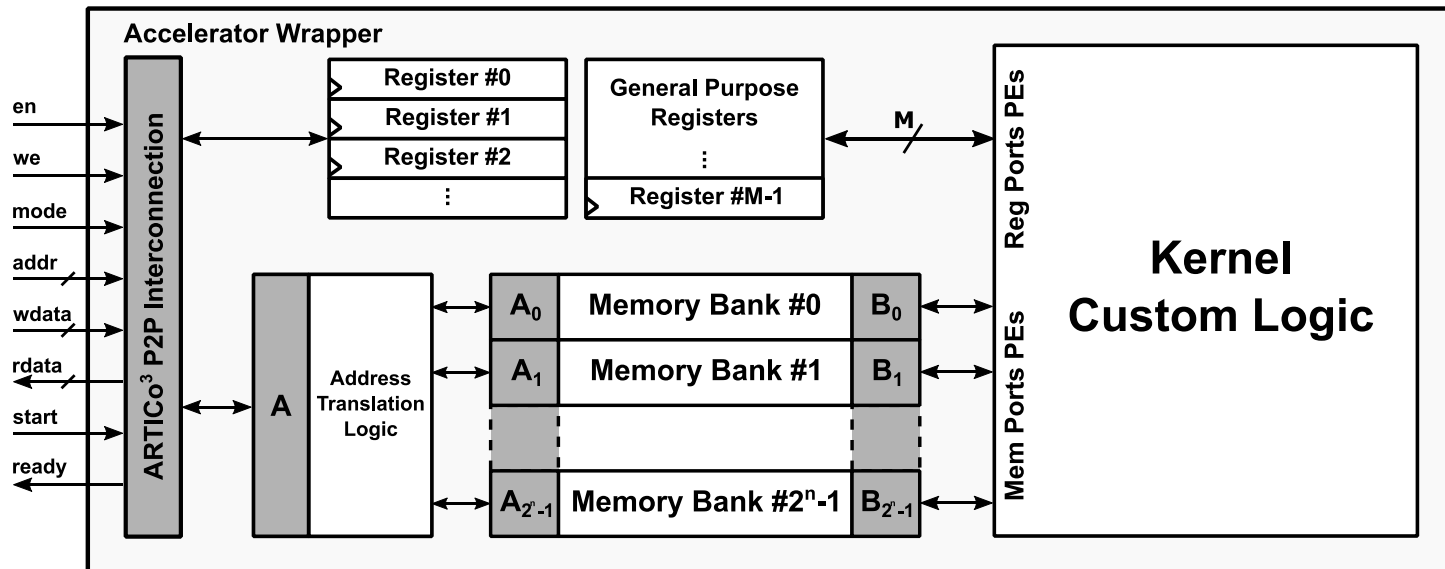 Accelerator Wrapper
en
we
mode
addr
wdata
rdata
start
ready
ARTICo³ P2P Interconnection
Register #0
Register #1
Register #2
⋮
General Purpose
Registers
⋮
Register #M-1
M
Reg Ports PEs
Mem Ports PEs
Kernel
Custom Logic
A
Address
Translation
Logic
A₀ Memory Bank #0 B₀
A₁ Memory Bank #1 B₁
A₂ⁿ₋₁ Memory Bank #2ⁿ-1 B₂ⁿ₋₁